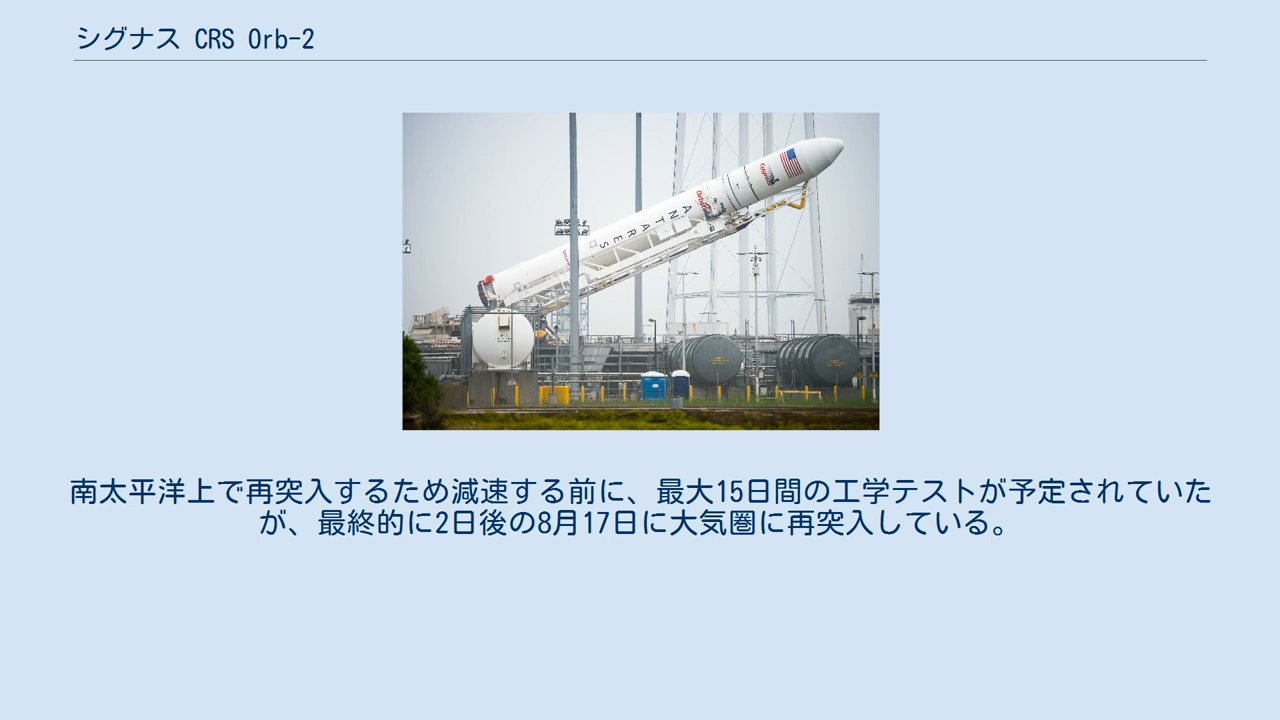 シグナス CRS Orb-2
Cygnus
Orbital
ANTARES
南太平洋上で再突入するため減速する前に、最大15日間の工学テストが予定されていた
が、最終的に2日後の8月17日に大気圏に再突入している。